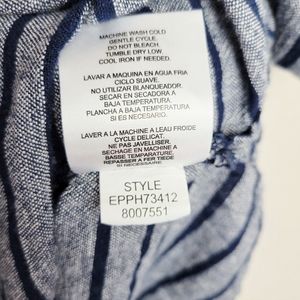 MACHINE WASH COLD
GENTLE CYCLE.
DO NOT BLEACH.
TUMBLE DRY LOW.
COOL IRON IF NEEDED.
LAVAR A MAQUINA EN AGUA FRIA
CICLO SUAVE.
NO UTILIZAR BLANQUEADOR.
SECAR EN SECADORA A
BAJA TEMPERATURA.
PLANCHA A BAJA TEMPERATURA
SI ES NECESARIO.
LAVER A LA MACHINE A LEAU FROIDE
CYCLE DELICAT.
NE PAS JAVELLISER.
SECHAGE EN MACHINE A
BASSE TEMPARATURE.
REPASSER A FER TIEDE
SI NECESSAIRE.
STYLE
EPPH73412
8007551